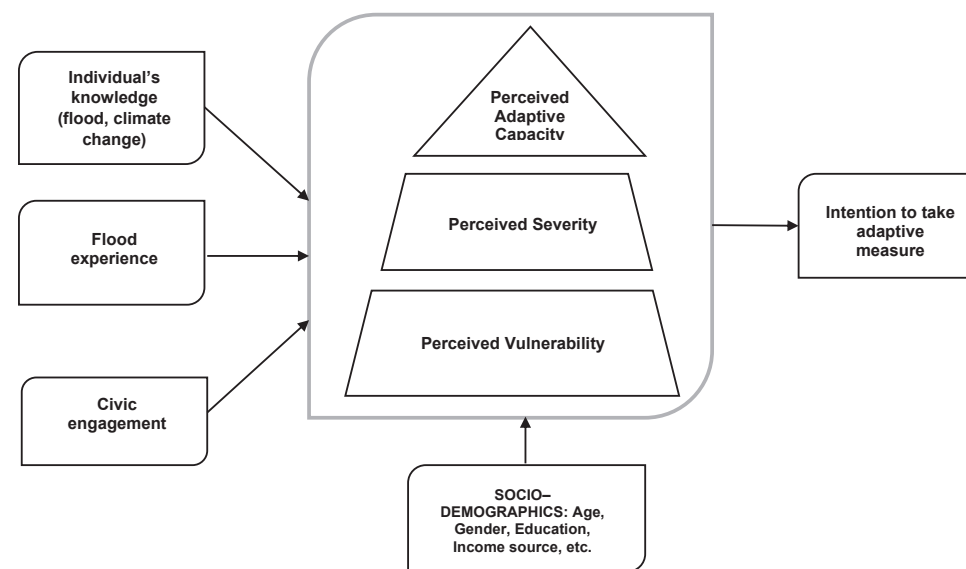 Individual's
knowledge
(flood, climate
change)
Flood
experience
Civic
engagement
Perceived
Adaptive
Capacity
Perceived Severity
Perceived Vulnerability
SOCIO–
DEMOGRAPHICS: Age,
Gender, Education,
Income source, etc.
Intention to take
adaptive
measure